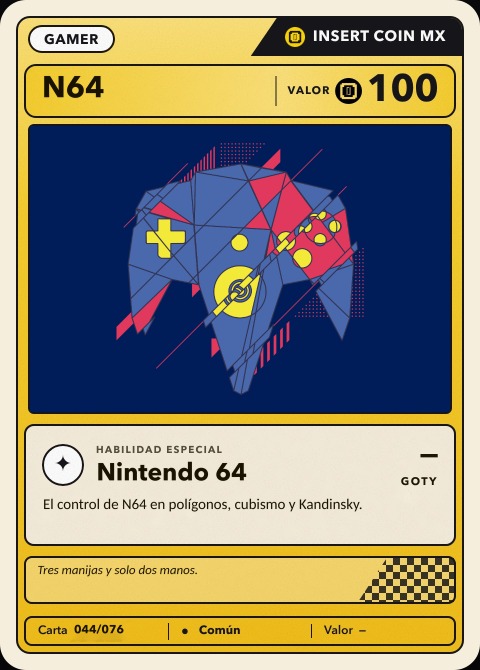 GAMER
INSERT COIN MX
N64
VALOR 100
HABILIDAD ESPECIAL
Nintendo 64
–
GOTY
El control de N64 en polígonos, cubismo y Kandinsky.
Tres manijas y solo dos manos.
Carta 044/076 • Común Valor –